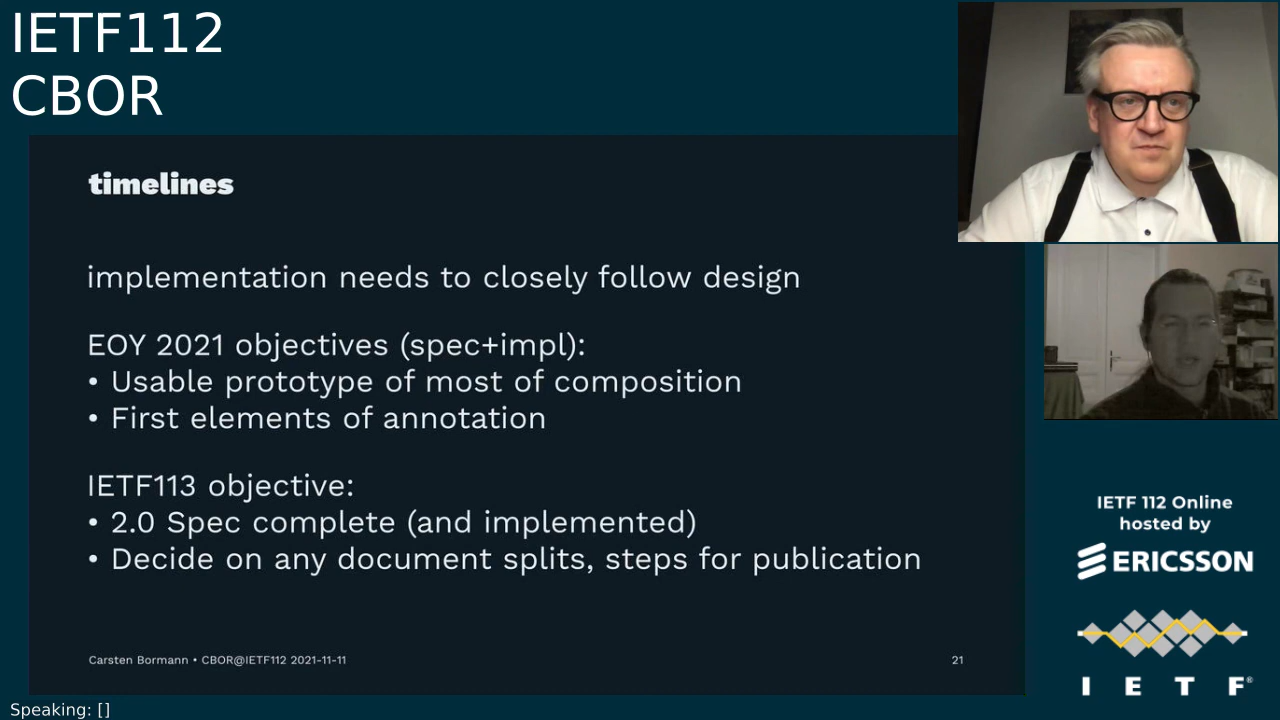 IETF112
CBOR
timelines
implementation needs to closely follow design
EOY 2021 objectives (spec+impl):
• Usable prototype of most of composition
• First elements of annotation
IETF113 objective:
• 2.0 Spec complete (and implemented)
• Decide on any document splits, steps for publication
Carsten Bormann • CBOR@IETF112 2021-11-11
21
IETF 112 Online
hosted by
ERICSSON
I E T F®
Speaking: []